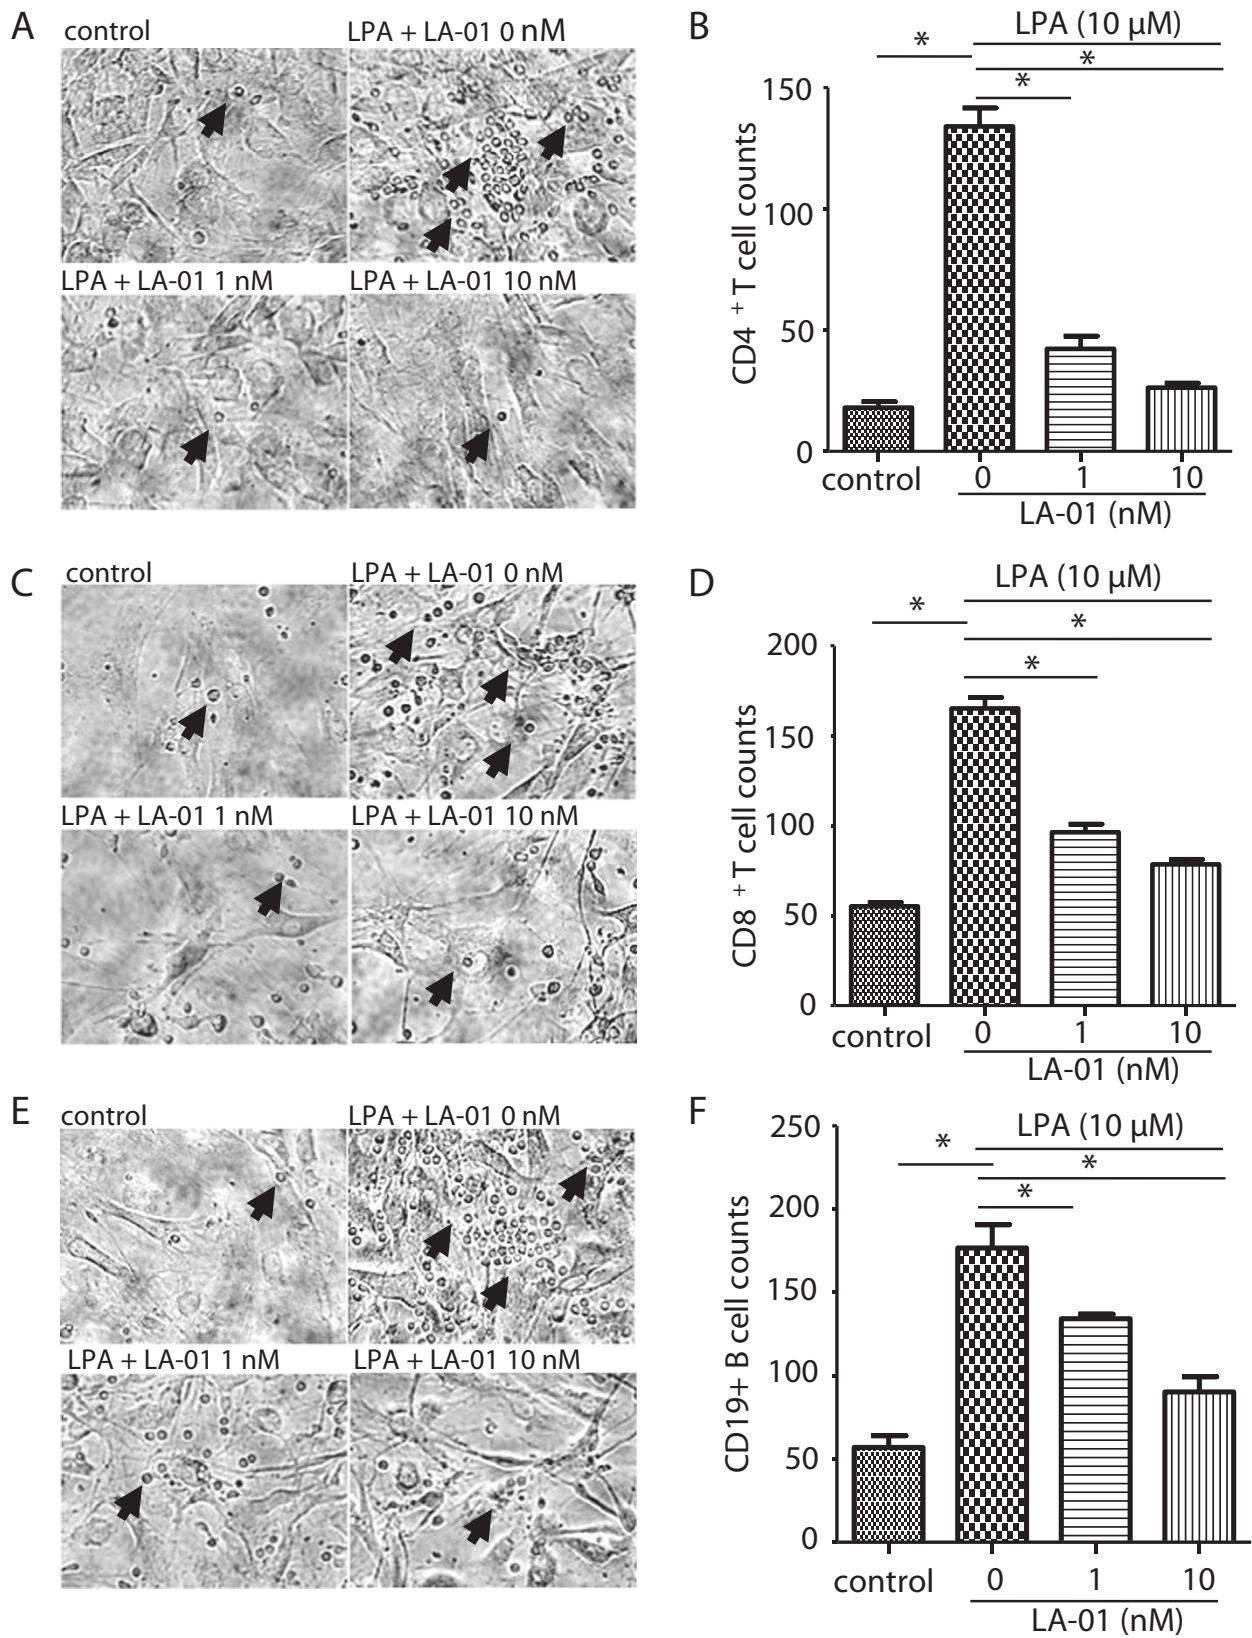 A
control
LPA + LA-01 0 nM
LPA + LA-01 1 nM
LPA + LA-01 10 nM
B
LPA (10 µM)
*
*
*
150
100
50
0
CD4 + T cell counts
control
0
1
10
LA-01 (nM)
C
control
LPA + LA-01 0 nM
LPA + LA-01 1 nM
LPA + LA-01 10 nM
D
LPA (10 µM)
*
*
*
200
150
100
50
0
CD8 + T cell counts
control
0
1
10
LA-01 (nM)
E
control
LPA + LA-01 0 nM
LPA + LA-01 1 nM
LPA + LA-01 10 nM
F
LPA (10 µM)
*
*
*
250
200
150
100
50
0
CD19+ B cell counts
control
0
1
10
LA-01 (nM)